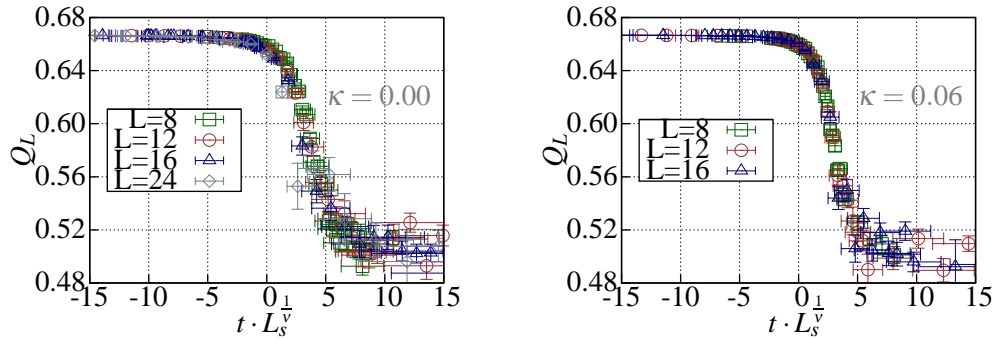 0.68
0.64
0.60
0.56
0.52
0.48
Q_L
κ = 0.00
L=8
L=12
L=16
L=24
-15 -10 -5 0 5 10 15
t · L_s^{1/ν}
0.68
0.64
0.60
0.56
0.52
0.48
Q_L
κ = 0.06
L=8
L=12
L=16
-15 -10 -5 0 5 10 15
t · L_s^{1/ν}